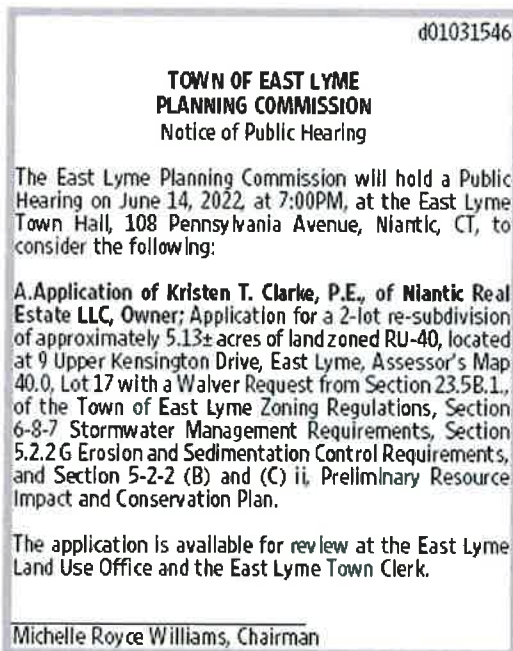 d01031546
TOWN OF EAST LYME
PLANNING COMMISSION
Notice of Public Hearing
The East Lyme Planning Commission will hold a Public
Hearing on June 14, 2022, at 7:00PM, at the East Lyme
Town Hall, 108 Pennsylvania Avenue, Niantic, CT, to
consider the following:
A.Application of Kristen T. Clarke, P.E., of Niantic Real
Estate LLC, Owner; Application for a 2-lot re-subdivision
of approximately 5.13± acres of land zoned RU-40, located
at 9 Upper Kensington Drive, East Lyme, Assessor's Map
40.0, Lot 17 with a Waiver Request from Section 23.5B.1.,
of the Town of East Lyme Zoning Regulations, Section
6-8-7 Stormwater Management Requirements, Section
5.2.2 G Erosion and Sedimentation Control Requirements,
and Section 5-2-2 (B) and (C) ii, Preliminary Resource
Impact and Conservation Plan.
The application is available for review at the East Lyme
Land Use Office and the East Lyme Town Clerk.
Michelle Royce Williams, Chairman